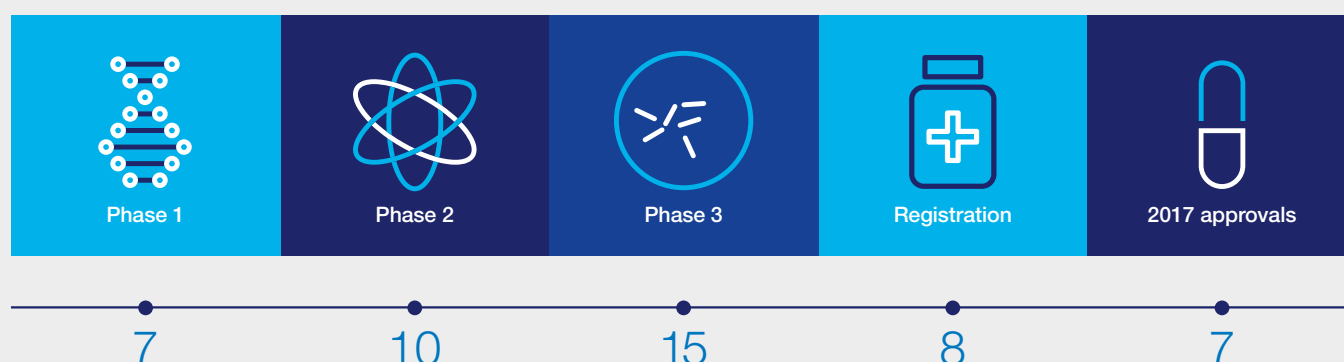 Phase 1
Phase 2
Phase 3
Registration
2017 approvals
7
10
15
8
7